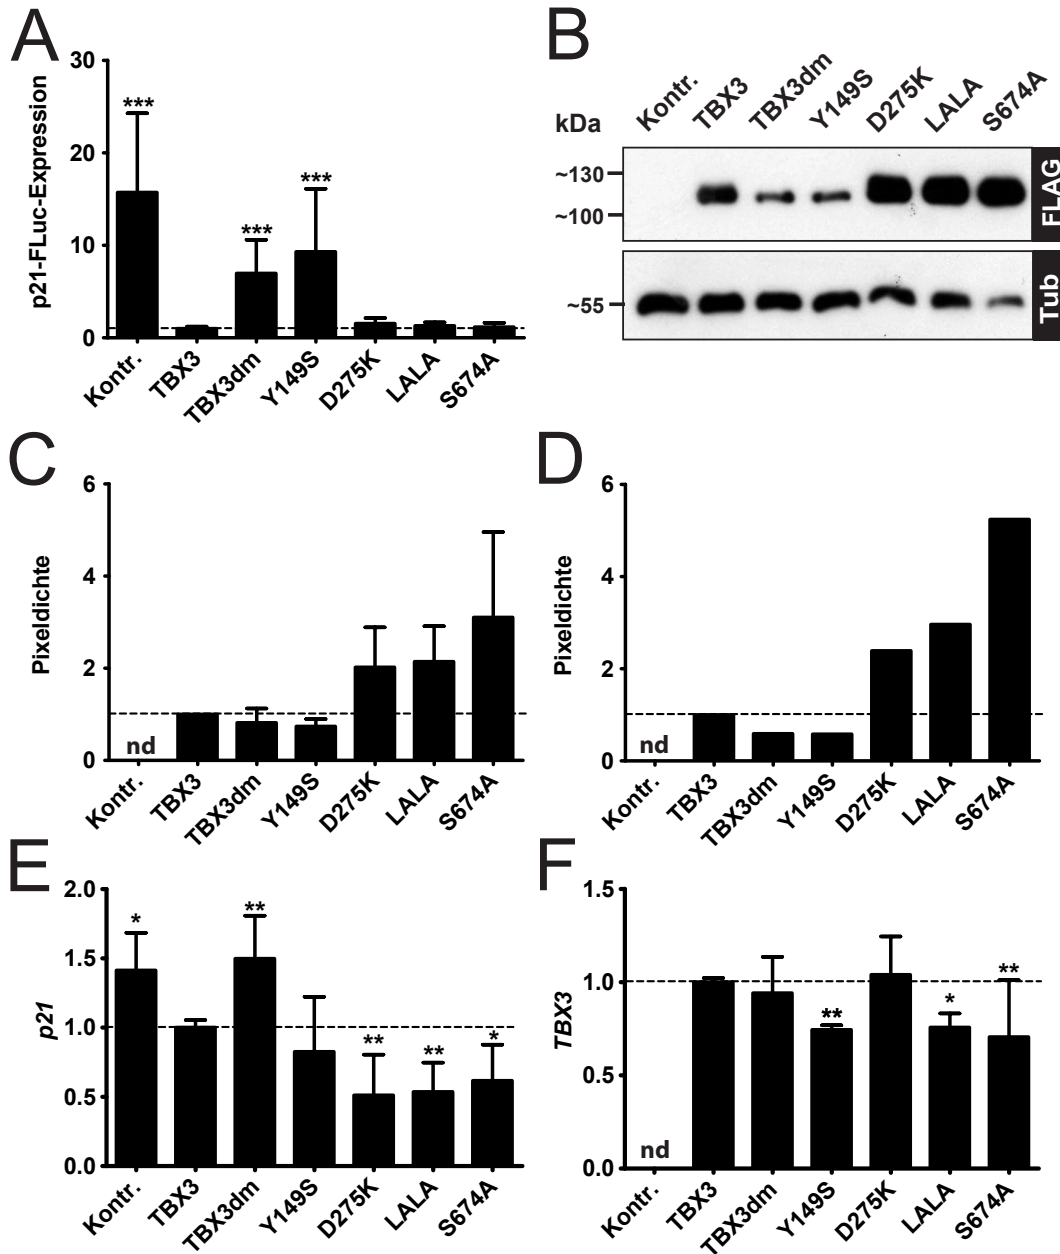 A
p21-FLuc-Expression
30
20
10
0
***
***
***
Kontr.
TBX3
TBX3dm
Y149S
D275K
LALA
S674A
B
kDa
Kontr.
TBX3
TBX3dm
Y149S
D275K
LALA
S674A
~130
~100
FLAG
~55
Tub
C
Pixeldichte
6
4
2
0
nd
Kontr.
TBX3
TBX3dm
Y149S
D275K
LALA
S674A
D
Pixeldichte
6
4
2
0
nd
Kontr.
TBX3
TBX3dm
Y149S
D275K
LALA
S674A
E
p21
2.0
1.5
1.0
0.5
0.0
*
**
**
**
*
Kontr.
TBX3
TBX3dm
Y149S
D275K
LALA
S674A
F
TBX3
1.5
1.0
0.5
0.0
nd
**
*
**
Kontr.
TBX3
TBX3dm
Y149S
D275K
LALA
S674A